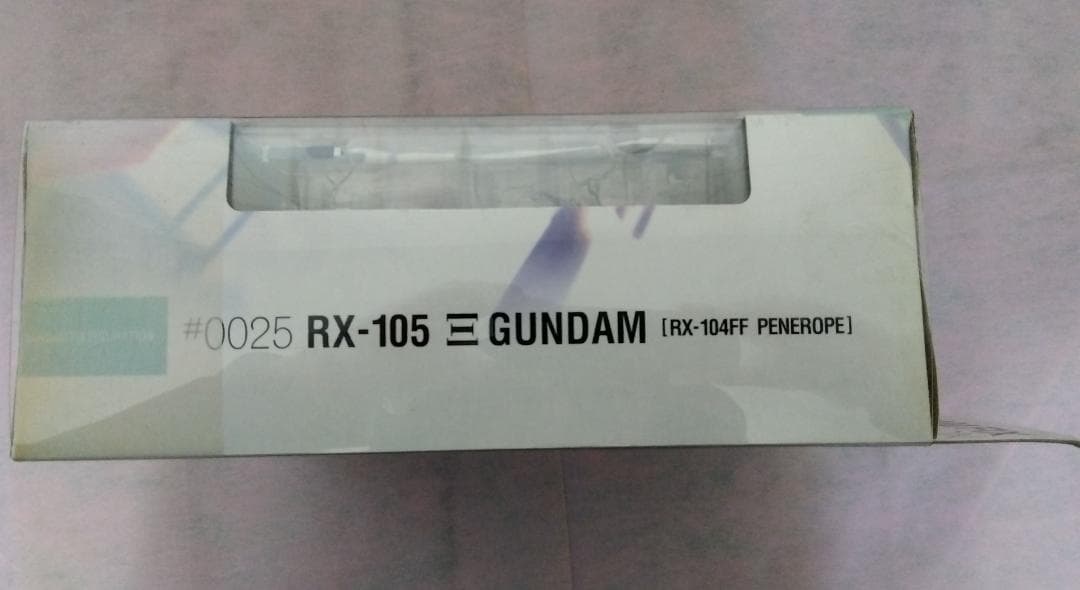 #0025 RX-105 Ξ GUNDAM [RX-104FF PENEROPE]